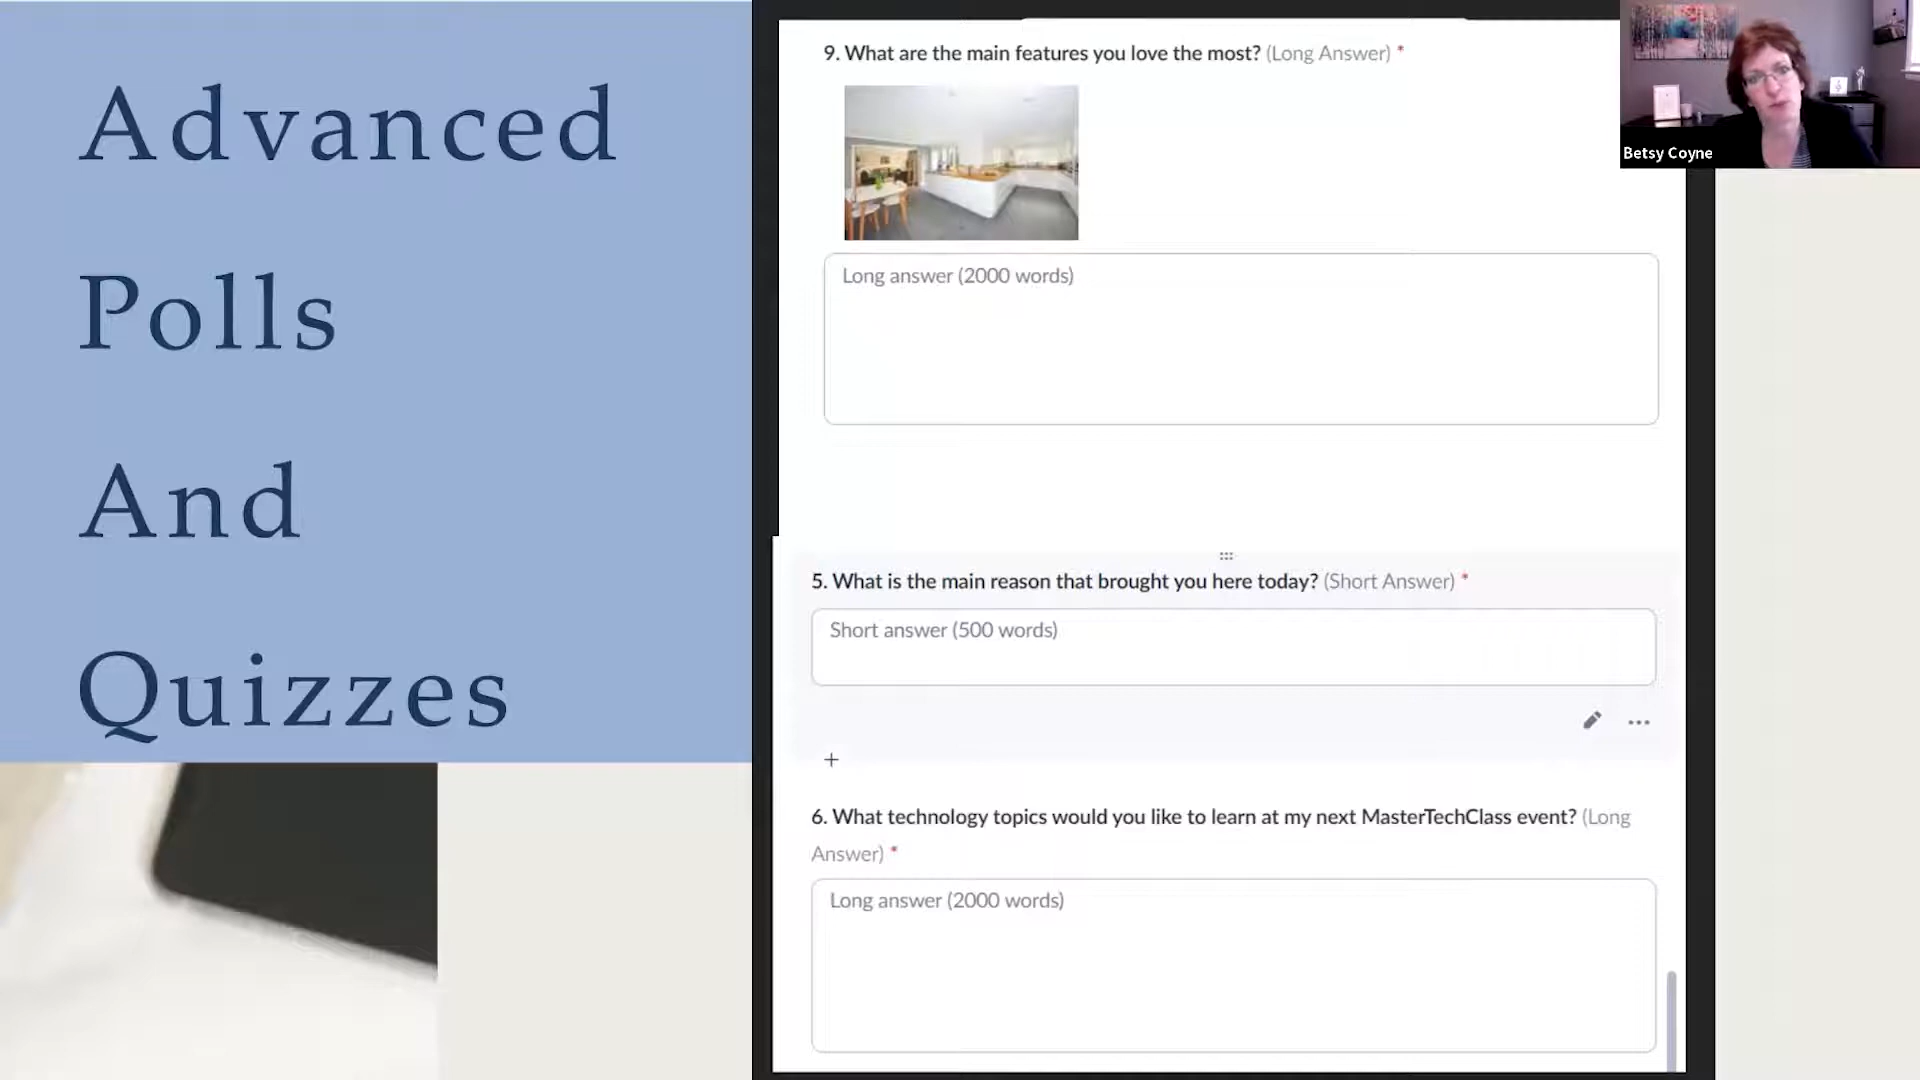 Advanced
Polls
And
Quizzes
9. What are the main features you love the most? (Long Answer) *
Long answer (2000 words)
5. What is the main reason that brought you here today? (Short Answer) *
Short answer (500 words)
6. What technology topics would you like to learn at my next MasterTechClass event? (Long
Answer) *
Long answer (2000 words)
Betsy Coyne